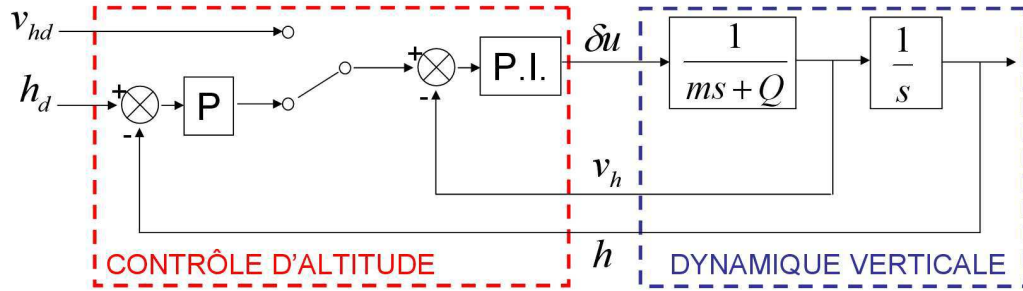 v_hd
h_d
+
-
P
+
-
P.I.
δu
1
ms + Q
1
s
v_h
h
CONTRÔLE D'ALTITUDE
DYNAMIQUE VERTICALE